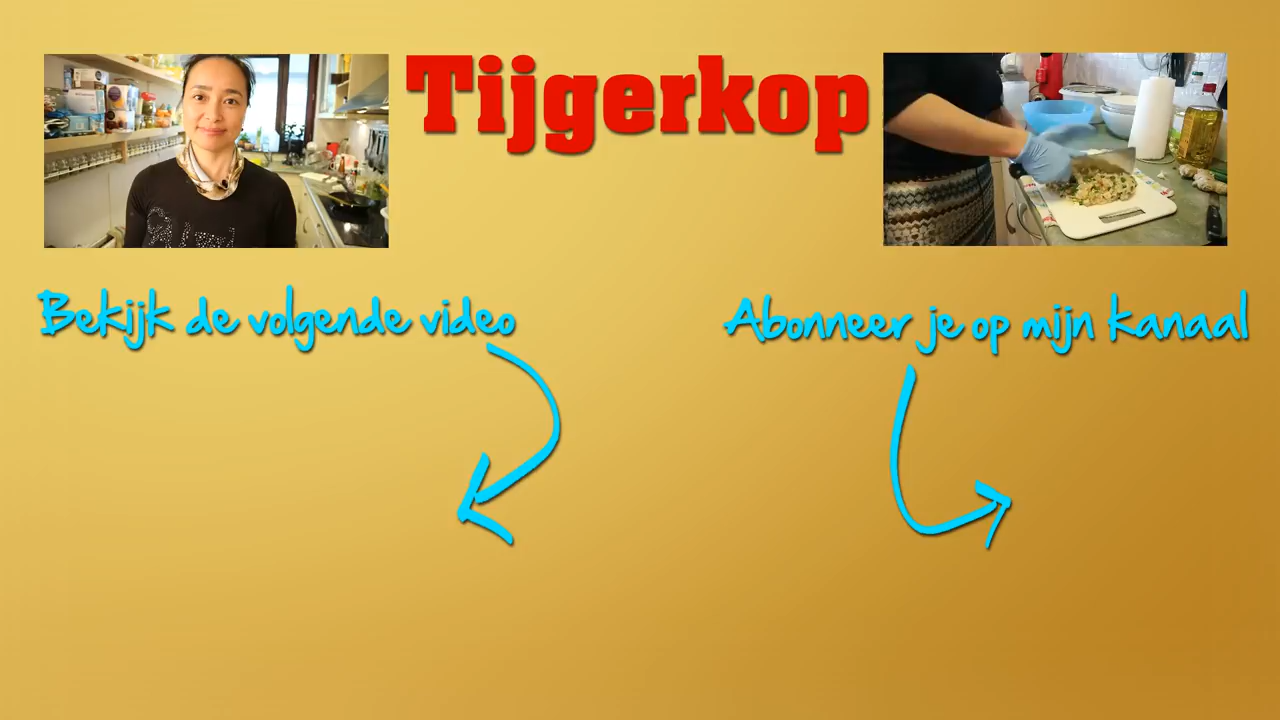 Tijgerkop
Bekijk de volgende video
Abonneer je op mijn kanaal